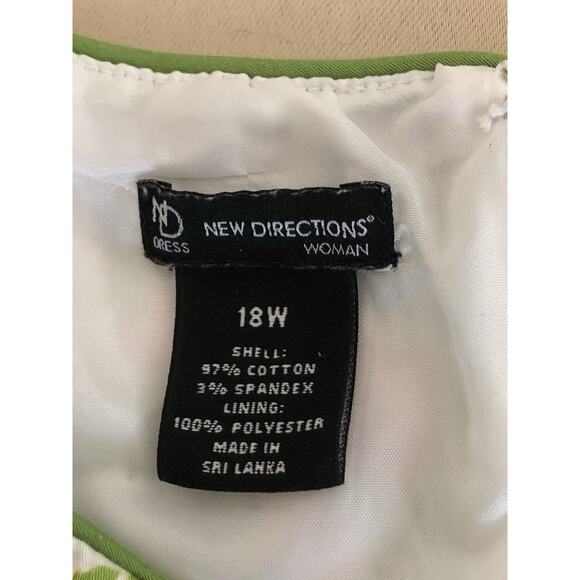 ND
DRESS
NEW DIRECTIONS®
WOMAN
18W
SHELL:
97% COTTON
3% SPANDEX
LINING:
100% POLYESTER
MADE IN
SRI LANKA